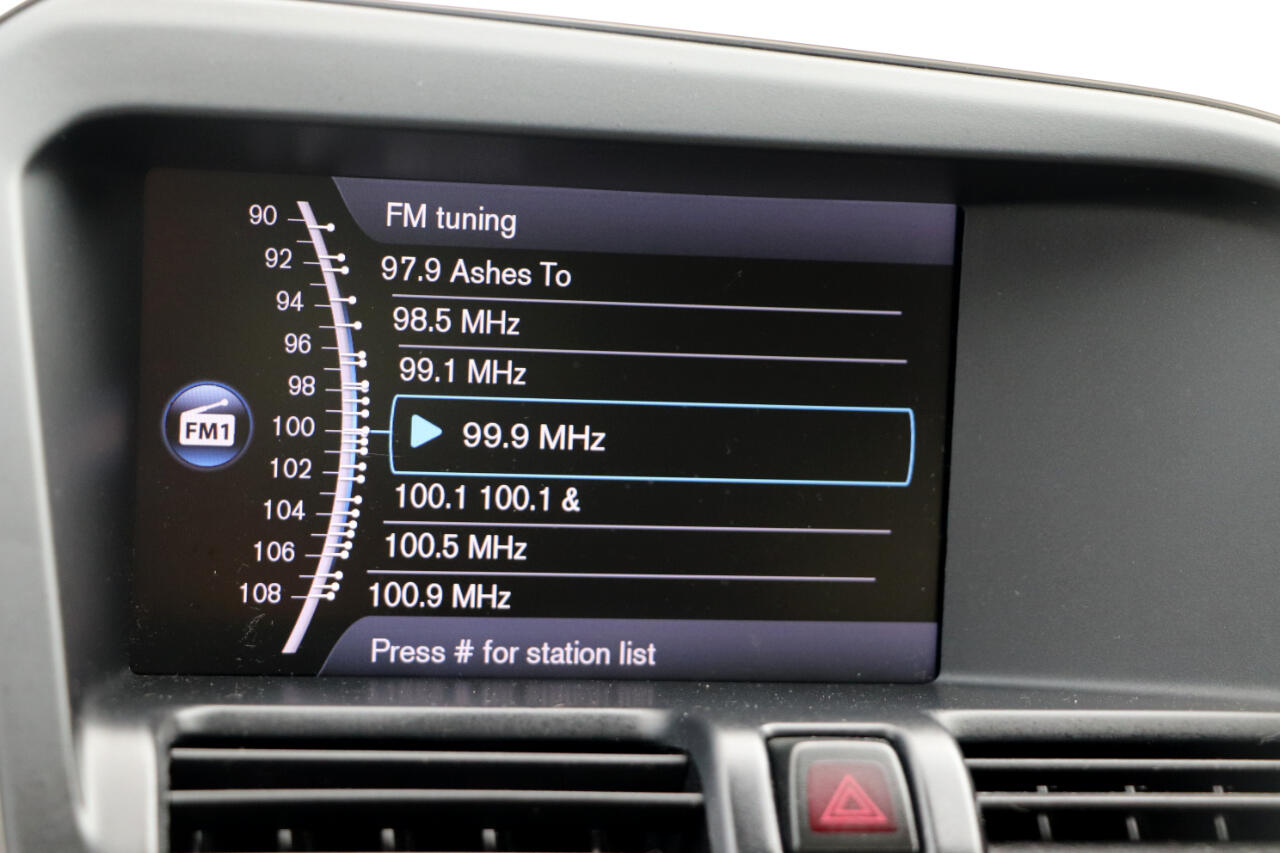 FM tuning
90
92
94
96
98
100
102
104
106
108
FM1
97.9 Ashes To
98.5 MHz
99.1 MHz
99.9 MHz
100.1 100.1 &
100.5 MHz
100.9 MHz
Press # for station list